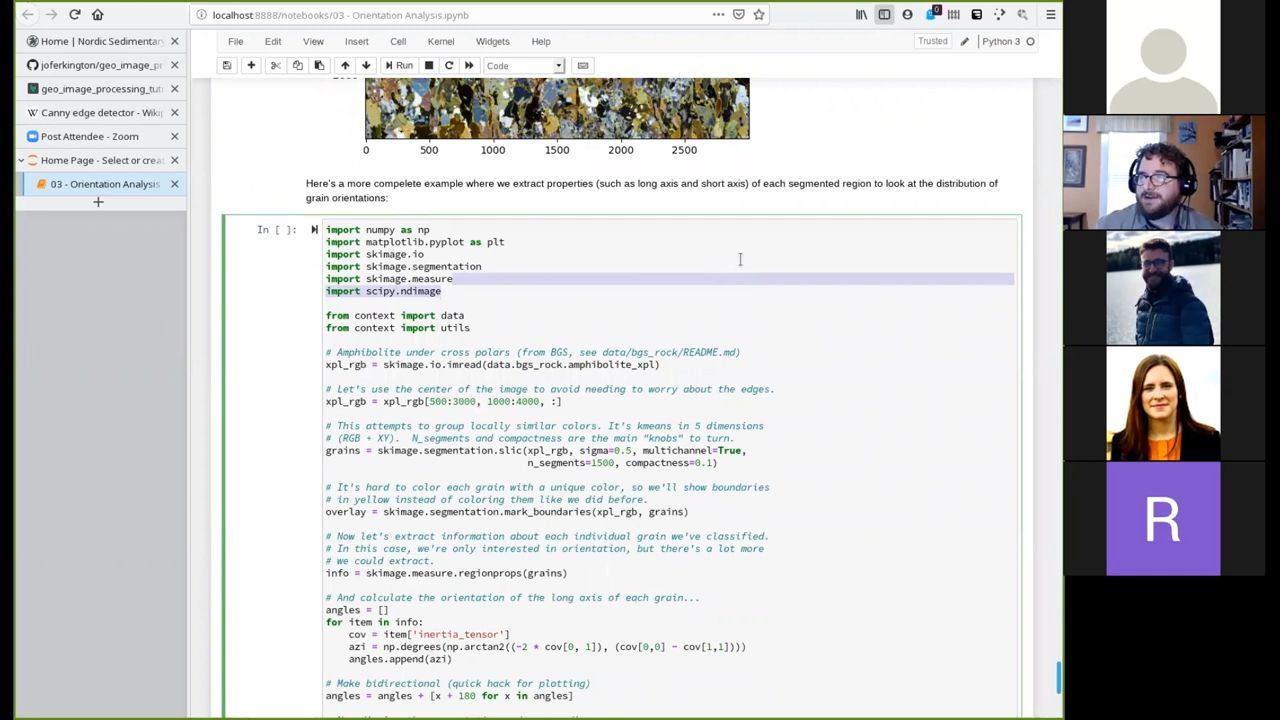 localhost:8888/notebooks/03 - Orientation Analysis.ipynb
0
Home | Nordic Sedimentar
joferkington/geo_image_pr
geo_image_processing_tut
Canny edge detector - Wiki
Post Attendee - Zoom
Home Page - Select or crea
03 - Orientation Analysis
File Edit View Insert Cell Kernel Widgets Help
Trusted Python 3
Run Code
0 500 1000 1500 2000 2500
Here's a more compelete example where we extract properties (such as long axis and short axis) of each segmented region to look at the distribution of
grain orientations:
In [ ]:
import numpy as np
import matplotlib.pyplot as plt
import skimage.io
import skimage.segmentation
import skimage.measure
import scipy.ndimage
from context import data
from context import utils
# Amphibolite under cross polars (from BGS, see data/bgs_rock/README.md)
xpl_rgb = skimage.io.imread(data.bgs_rock.amphibolite_xpl)
# Let's use the center of the image to avoid needing to worry about the edges.
xpl_rgb = xpl_rgb[500:3000, 1000:4000, :]
# This attempts to group locally similar colors. It's kmeans in 5 dimensions
# (RGB + XY). N_segments and compactness are the main "knobs" to turn.
grains = skimage.segmentation.slic(xpl_rgb, sigma=0.5, multichannel=True,
n_segments=1500, compactness=0.1)
# It's hard to color each grain with a unique color, so we'll show boundaries
# in yellow instead of coloring them like we did before.
overlay = skimage.segmentation.mark_boundaries(xpl_rgb, grains)
# Now let's extract information about each individual grain we've classified.
# In this case, we're only interested in orientation, but there's a lot more
# we could extract.
info = skimage.measure.regionprops(grains)
# And calculate the orientation of the long axis of each grain...
angles = []
for item in info:
cov = item['inertia_tensor']
azi = np.degrees(np.arctan2((-2 * cov[0, 1]), (cov[0,0] - cov[1,1])))
angles.append(azi)
# Make bidirectional (quick hack for plotting)
angles = angles + [x + 180 for x in angles]
R